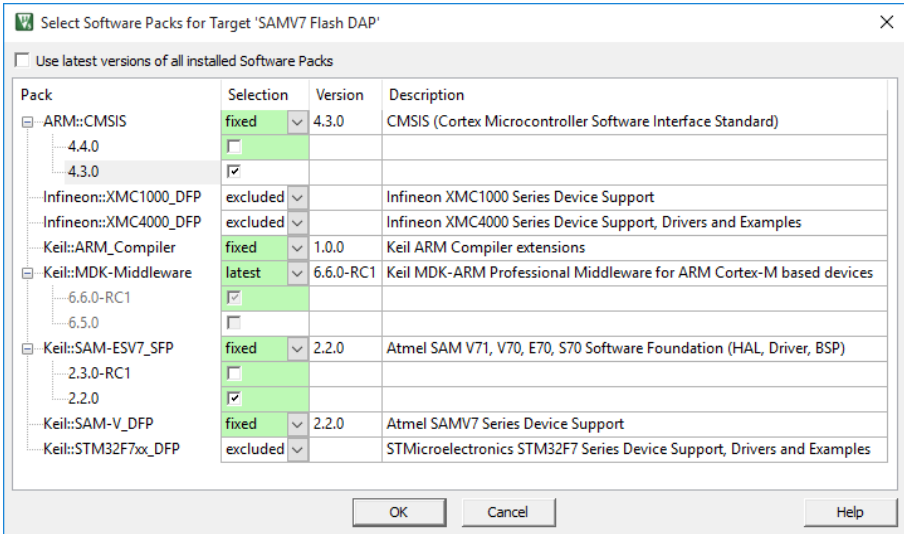 Select Software Packs for Target 'SAMV7 Flash DAP'
Use latest versions of all installed Software Packs
Pack Selection Version Description
ARM::CMSIS fixed 4.3.0 CMSIS (Cortex Microcontroller Software Interface Standard)
4.4.0
4.3.0
Infineon::XMC1000_DFP excluded Infineon XMC1000 Series Device Support
Infineon::XMC4000_DFP excluded Infineon XMC4000 Series Device Support, Drivers and Examples
Keil::ARM_Compiler fixed 1.0.0 Keil ARM Compiler extensions
Keil::MDK-Middleware latest 6.6.0-RC1 Keil MDK-ARM Professional Middleware for ARM Cortex-M based devices
6.6.0-RC1
6.5.0
Keil::SAM-ESV7_SFP fixed 2.2.0 Atmel SAM V71, V70, E70, S70 Software Foundation (HAL, Driver, BSP)
2.3.0-RC1
2.2.0
Keil::SAM-V_DFP fixed 2.2.0 Atmel SAMV7 Series Device Support
Keil::STM32F7xx_DFP excluded STMicroelectronics STM32F7 Series Device Support, Drivers and Examples
OK Cancel Help